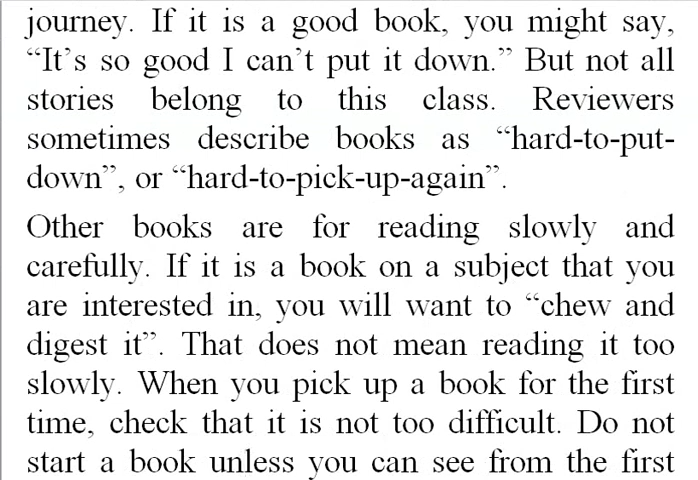 journey. If it is a good book, you might say,
“It’s so good I can’t put it down.” But not all
stories belong to this class. Reviewers
sometimes describe books as “hard-to-put-
down”, or “hard-to-pick-up-again”.
Other books are for reading slowly and
carefully. If it is a book on a subject that you
are interested in, you will want to “chew and
digest it”. That does not mean reading it too
slowly. When you pick up a book for the first
time, check that it is not too difficult. Do not
start a book unless you can see from the first